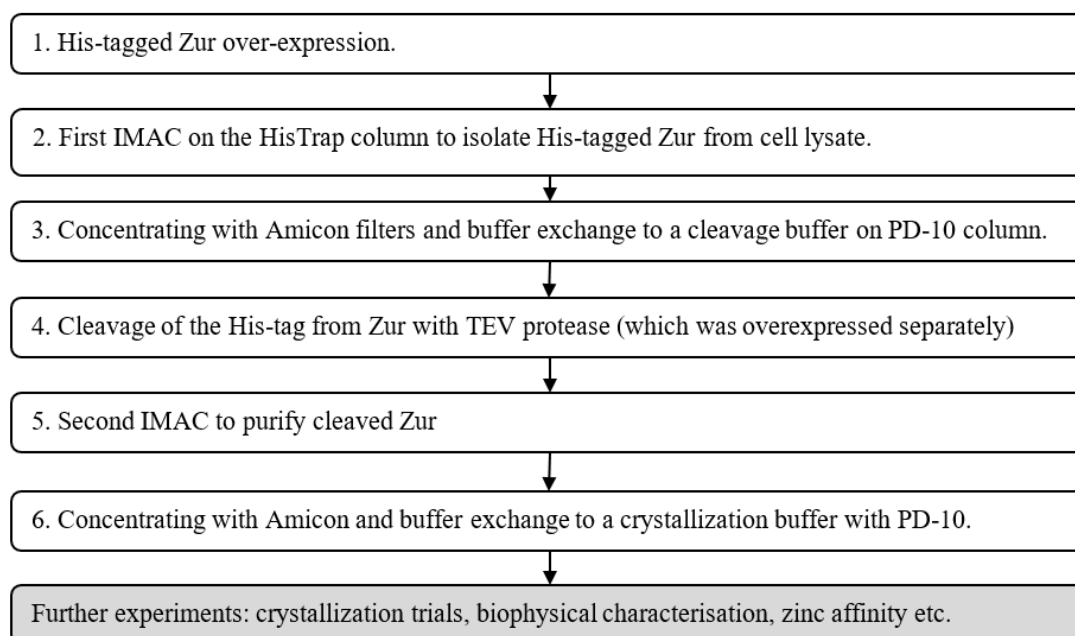 1. His-tagged Zur over-expression.
2. First IMAC on the HisTrap column to isolate His-tagged Zur from cell lysate.
3. Concentrating with Amicon filters and buffer exchange to a cleavage buffer on PD-10 column.
4. Cleavage of the His-tag from Zur with TEV protease (which was overexpressed separately)
5. Second IMAC to purify cleaved Zur
6. Concentrating with Amicon and buffer exchange to a crystallization buffer with PD-10.
Further experiments: crystallization trials, biophysical characterisation, zinc affinity etc.